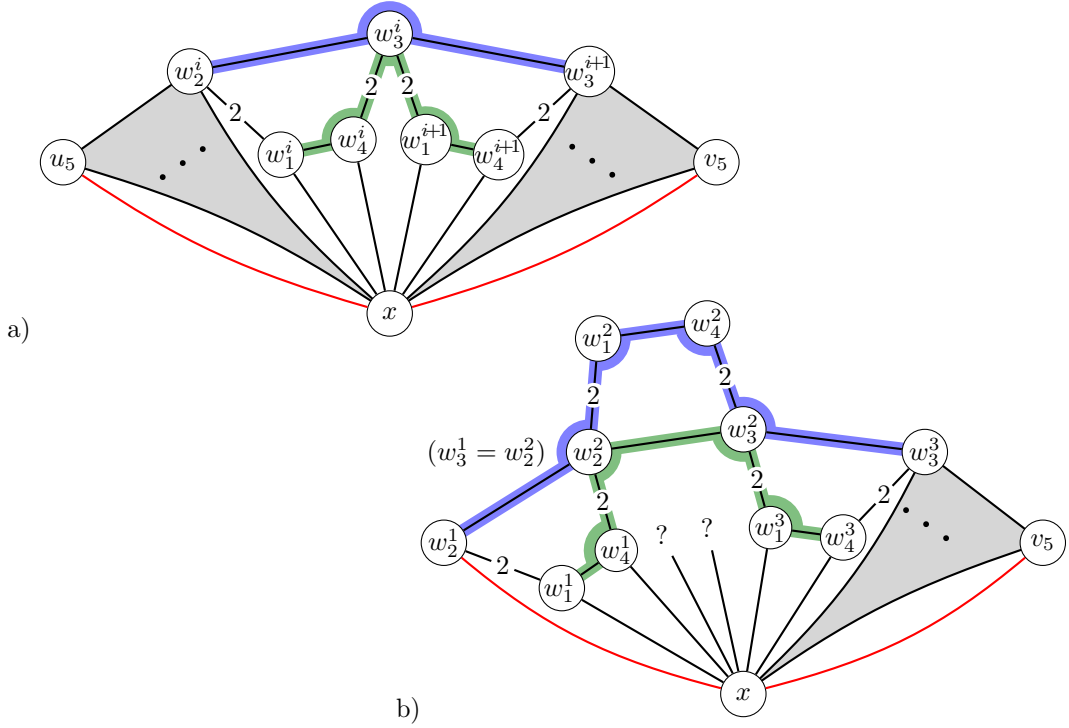 w_3^i
w_2^i
w_3^{i+1}
2 2
2 2
w_1^i w_4^i w_1^{i+1} w_4^{i+1}
u_5 v_5
x
a)
w_1^2 w_4^2
2 2
(w_3^1 = w_2^2) w_2^2 w_3^2 w_3^3
2 2 2
w_2^1 ? ? w_1^3 w_4^3 v_5
2 w_4^1
w_1^1
x
b)